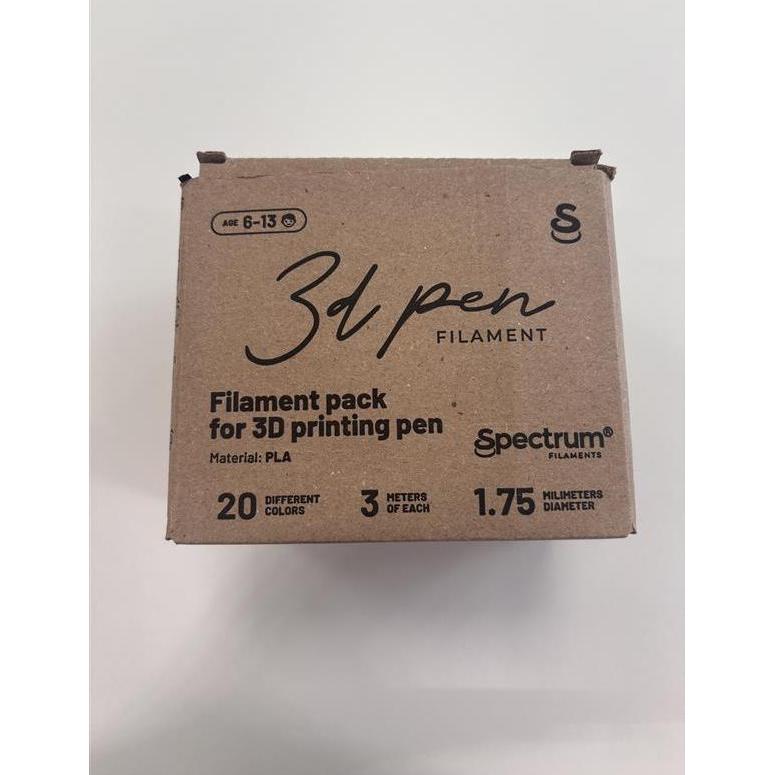 AGE 6-13
S
3d pen
FILAMENT
Filament pack
for 3D printing pen
Material: PLA
Spectrum®
FILAMENTS
20 DIFFERENT COLORS
3 METERS OF EACH
1.75 MILIMETERS DIAMETER